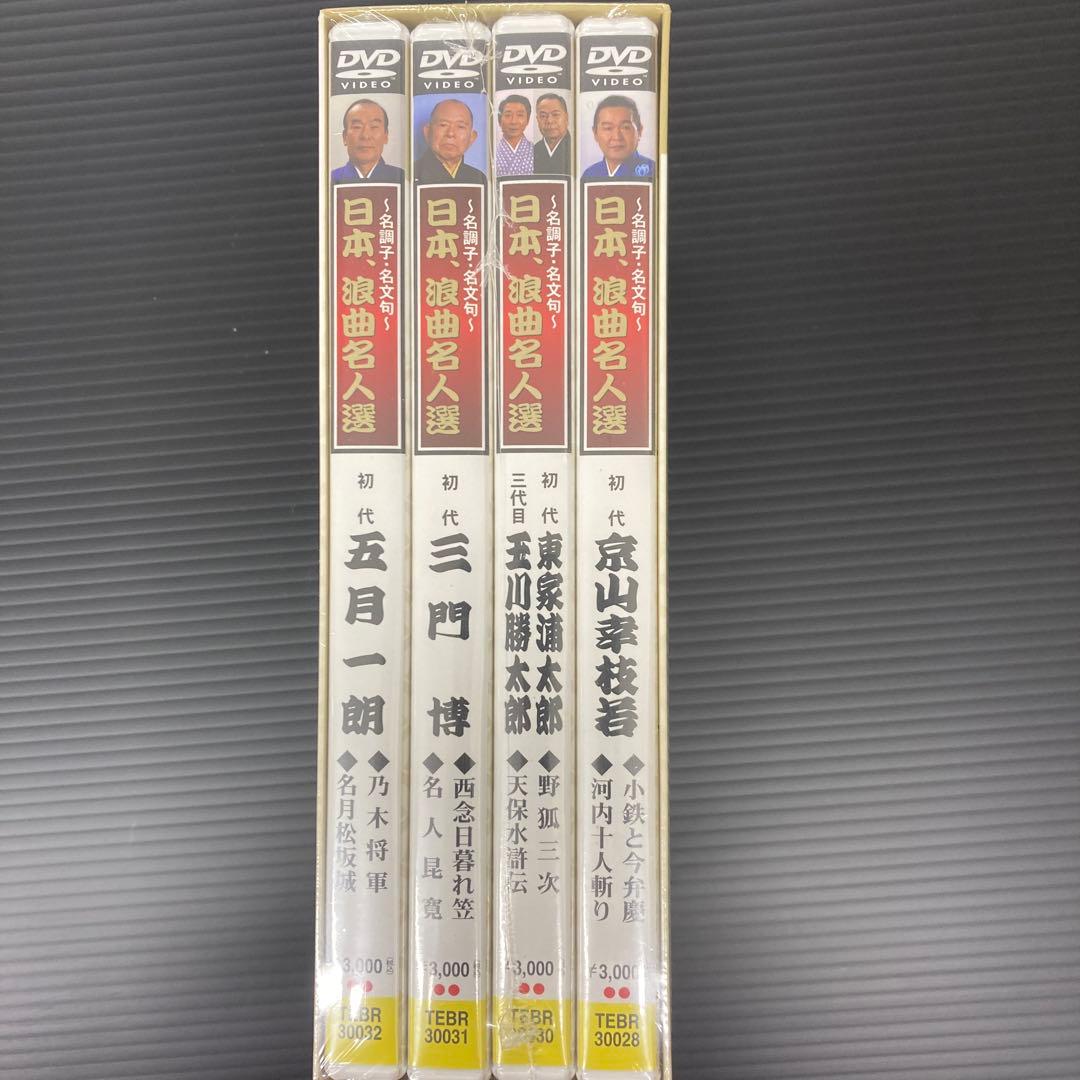 DVD
VIDEO
～名調子・名文句～
日本、浪曲名人選
初代
五月一朗
◆乃木将軍
◆名月松坂城
3,000(税込)
TEBR
30032
DVD
VIDEO
～名調子・名文句～
日本、浪曲名人選
初代
三門博
◆西念日暮れ笠
◆名人昆寛
¥3,000(税込)
TEBR
30031
DVD
VIDEO
～名調子・名文句～
日本、浪曲名人選
初代
東家浦太郎
三代目
玉川勝太郎
◆野狐三次
◆天保水滸伝
¥3,000
TEBR
DVD
VIDEO
～名調子・名文句～
日本、浪曲名人選
初代
京山幸枝若
◆小鉄と今弁慶
◆河内十人斬り
¥3,000
TEBR
30028